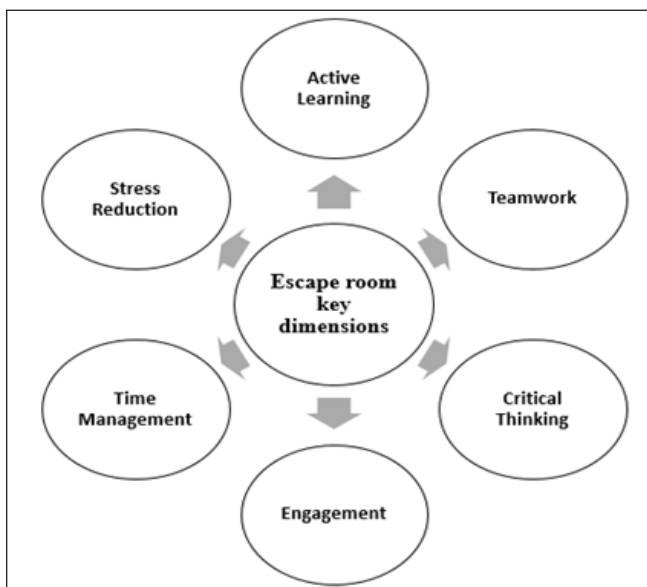 Active
Learning
Stress
Reduction
Teamwork
Escape room
key
dimensions
Time
Management
Critical
Thinking
Engagement